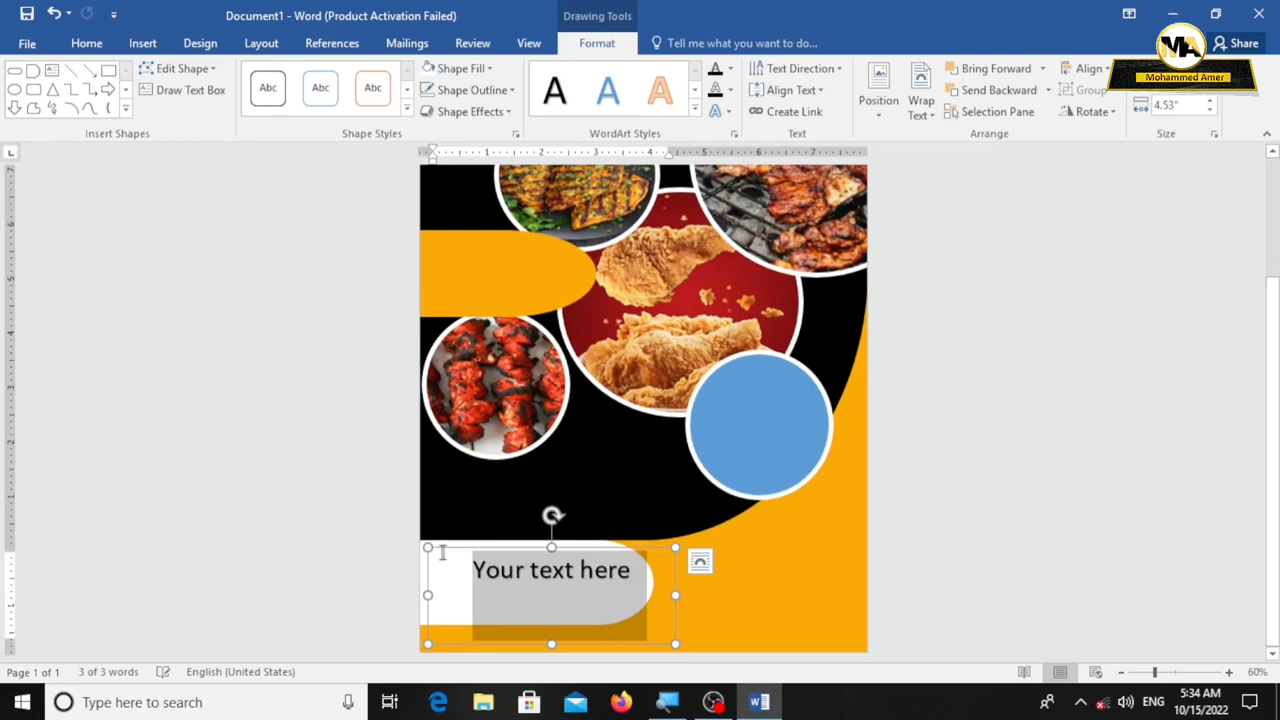 Document1 - Word (Product Activation Failed)
Drawing Tools
File
Home
Insert
Design
Layout
References
Mailings
Review
View
Format
Tell me what you want to do...
Share
MA
Mohammed Amer
Edit Shape
Draw Text Box
Insert Shapes
Abc
Abc
Abc
Shape Fill
Shape Outline
Shape Effects
Shape Styles
A
A
A
WordArt Styles
Text Direction
Align Text
Create Link
Text
Position
Wrap Text
Bring Forward
Send Backward
Selection Pane
Align
Group
Rotate
Arrange
4.53"
Size
Your text here
Page 1 of 1
3 of 3 words
English (United States)
60%
Type here to search
ENG
5:34 AM
10/15/2022